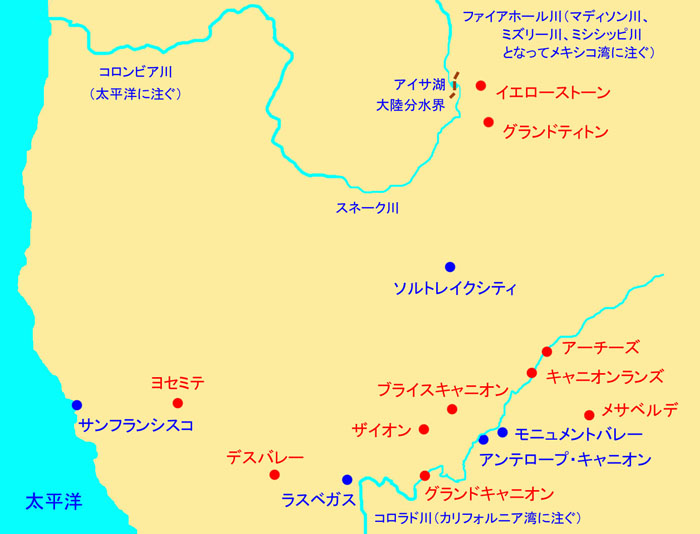 ファイアホール川（マディソン川、
ミズリー川、ミシシッピ川
となってメキシコ湾に注ぐ）
コロンビア川
（太平洋に注ぐ）
アイサ湖
大陸分水界
イエローストーン
グランドティトン
スネーク川
ソルトレイクシティ
アーチーズ
キャニオンランズ
ヨセミテ
ブライスキャニオン
メサベルデ
サンフランシスコ
ザイオン
モニュメントバレー
アンテロープ・キャニオン
デスバレー
ラスベガス
グランドキャニオン
太平洋
コロラド川（カリフォルニア湾に注ぐ）